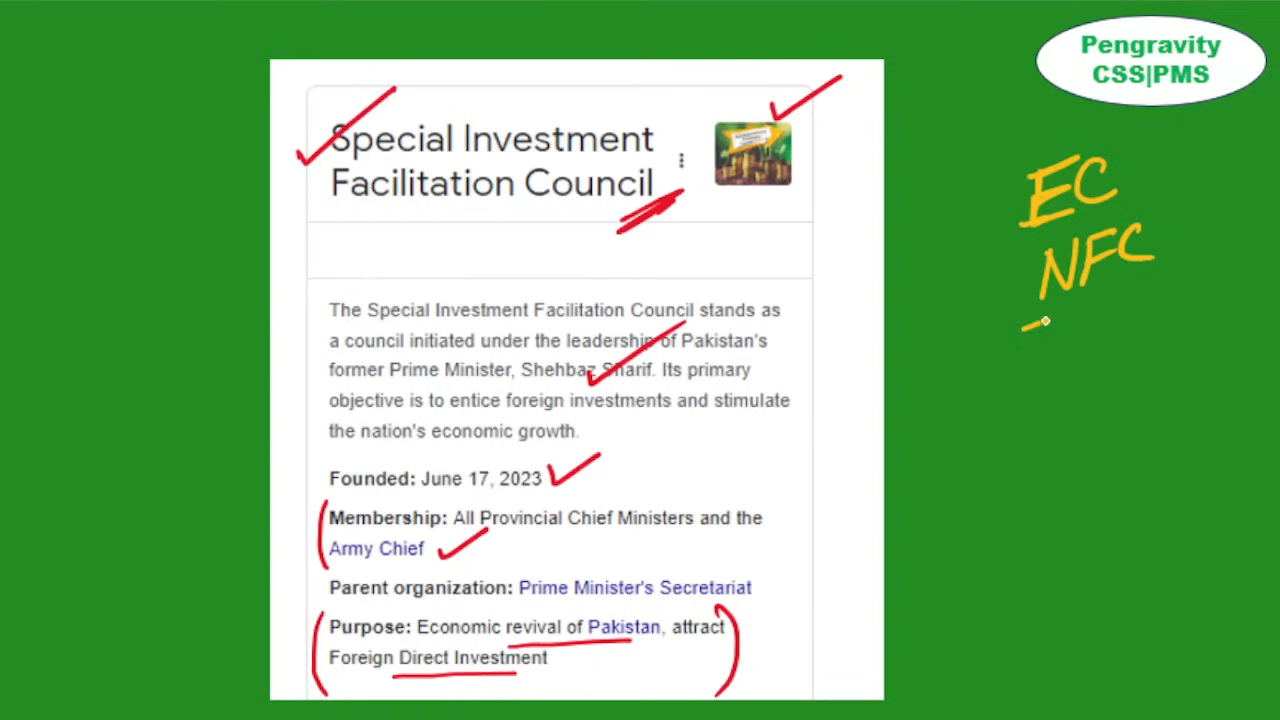 Pengravity
CSS|PMS
Special Investment
Facilitation Council
EC
NFC
The Special Investment Facilitation Council stands as
a council initiated under the leadership of Pakistan's
former Prime Minister, Shehbaz Sharif. Its primary
objective is to entice foreign investments and stimulate
the nation's economic growth.
Founded: June 17, 2023
Membership: All Provincial Chief Ministers and the
Army Chief
Parent organization: Prime Minister's Secretariat
Purpose: Economic revival of Pakistan, attract
Foreign Direct Investment